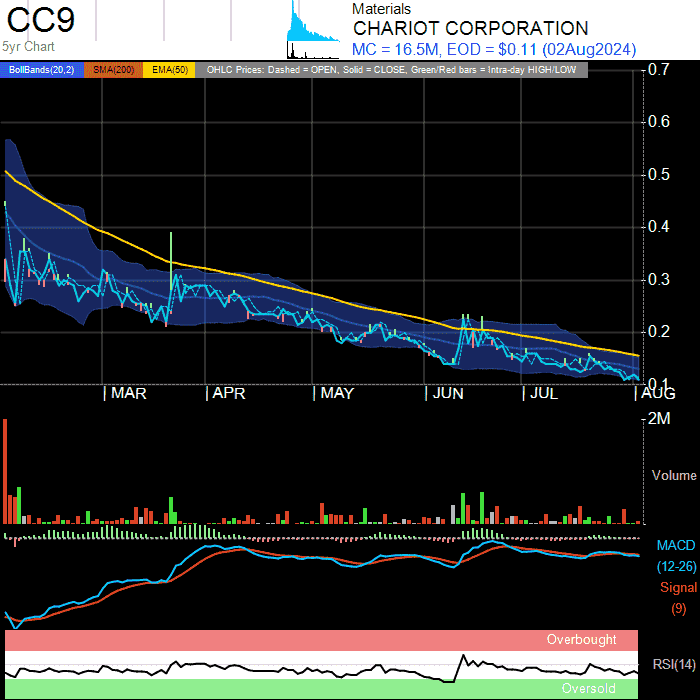 CC9
5yr Chart
Materials
CHARIOT CORPORATION
MC = 16.5M, EOD = $0.11 (02Aug2024)
BollBands(20,2) SMA(200) EMA(50) OHLC Prices: Dashed = OPEN, Solid = CLOSE, Green/Red bars = Intra-day HIGH/LOW
0.7
0.6
0.5
0.4
0.3
0.2
0.1
MAR APR MAY JUN JUL AUG
2M
Volume
MACD
(12-26)
Signal
(9)
Overbought
RSI(14)
Oversold